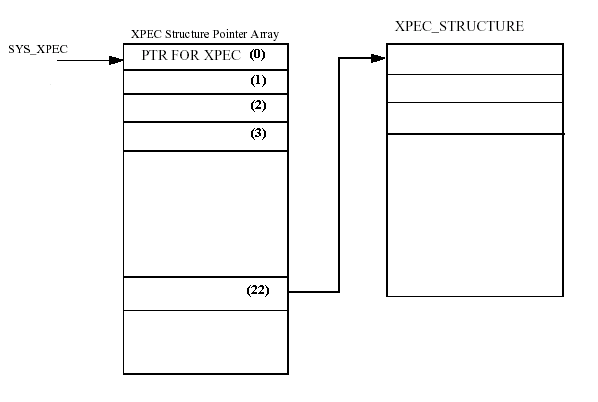 XPEC Structure Pointer Array
XPEC_STRUCTURE
SYS_XPEC
PTR FOR XPEC (0)
(1)
(2)
(3)
(22)